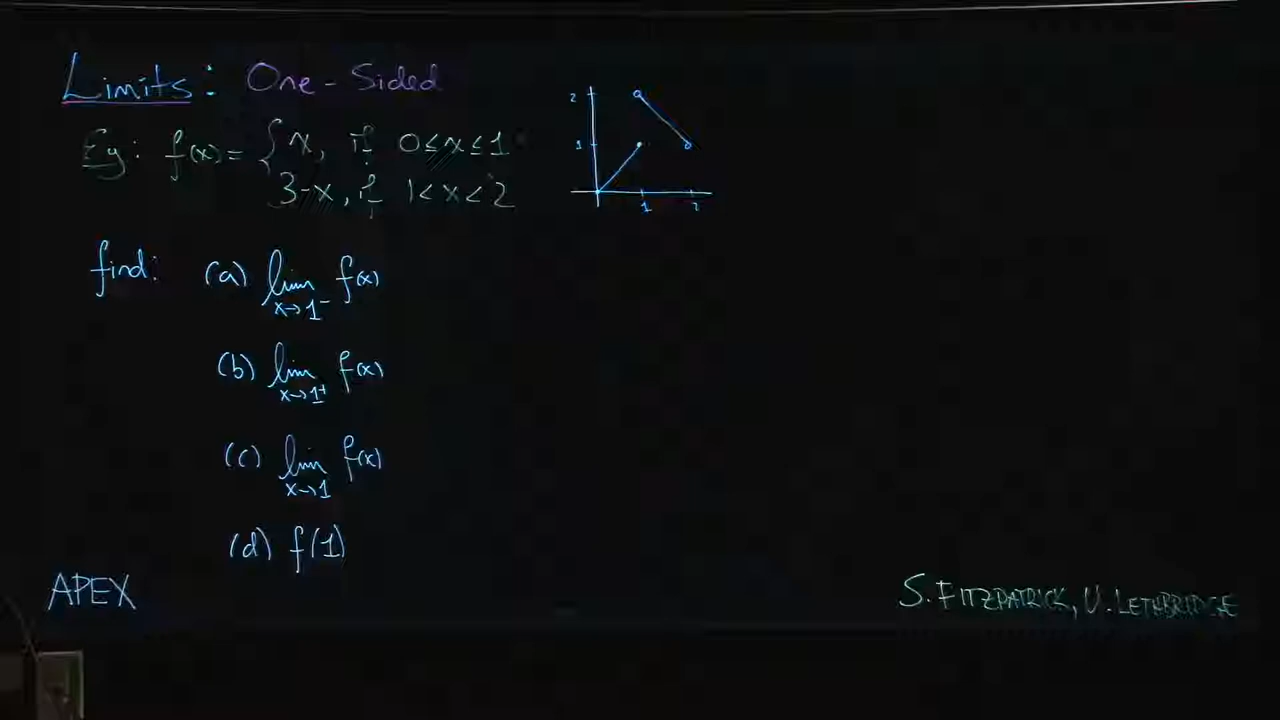 Limits: One-Sided
Eg: f(x) = { x, if 0≤x≤1
3-x, if 1<x<2
2
1
1 2
find: (a) lim x→1⁻ f(x)
(b) lim x→1⁺ f(x)
(c) lim x→1 f(x)
(d) f(1)
APEX
S. FITZPATRICK, U. LETHBRIDGE